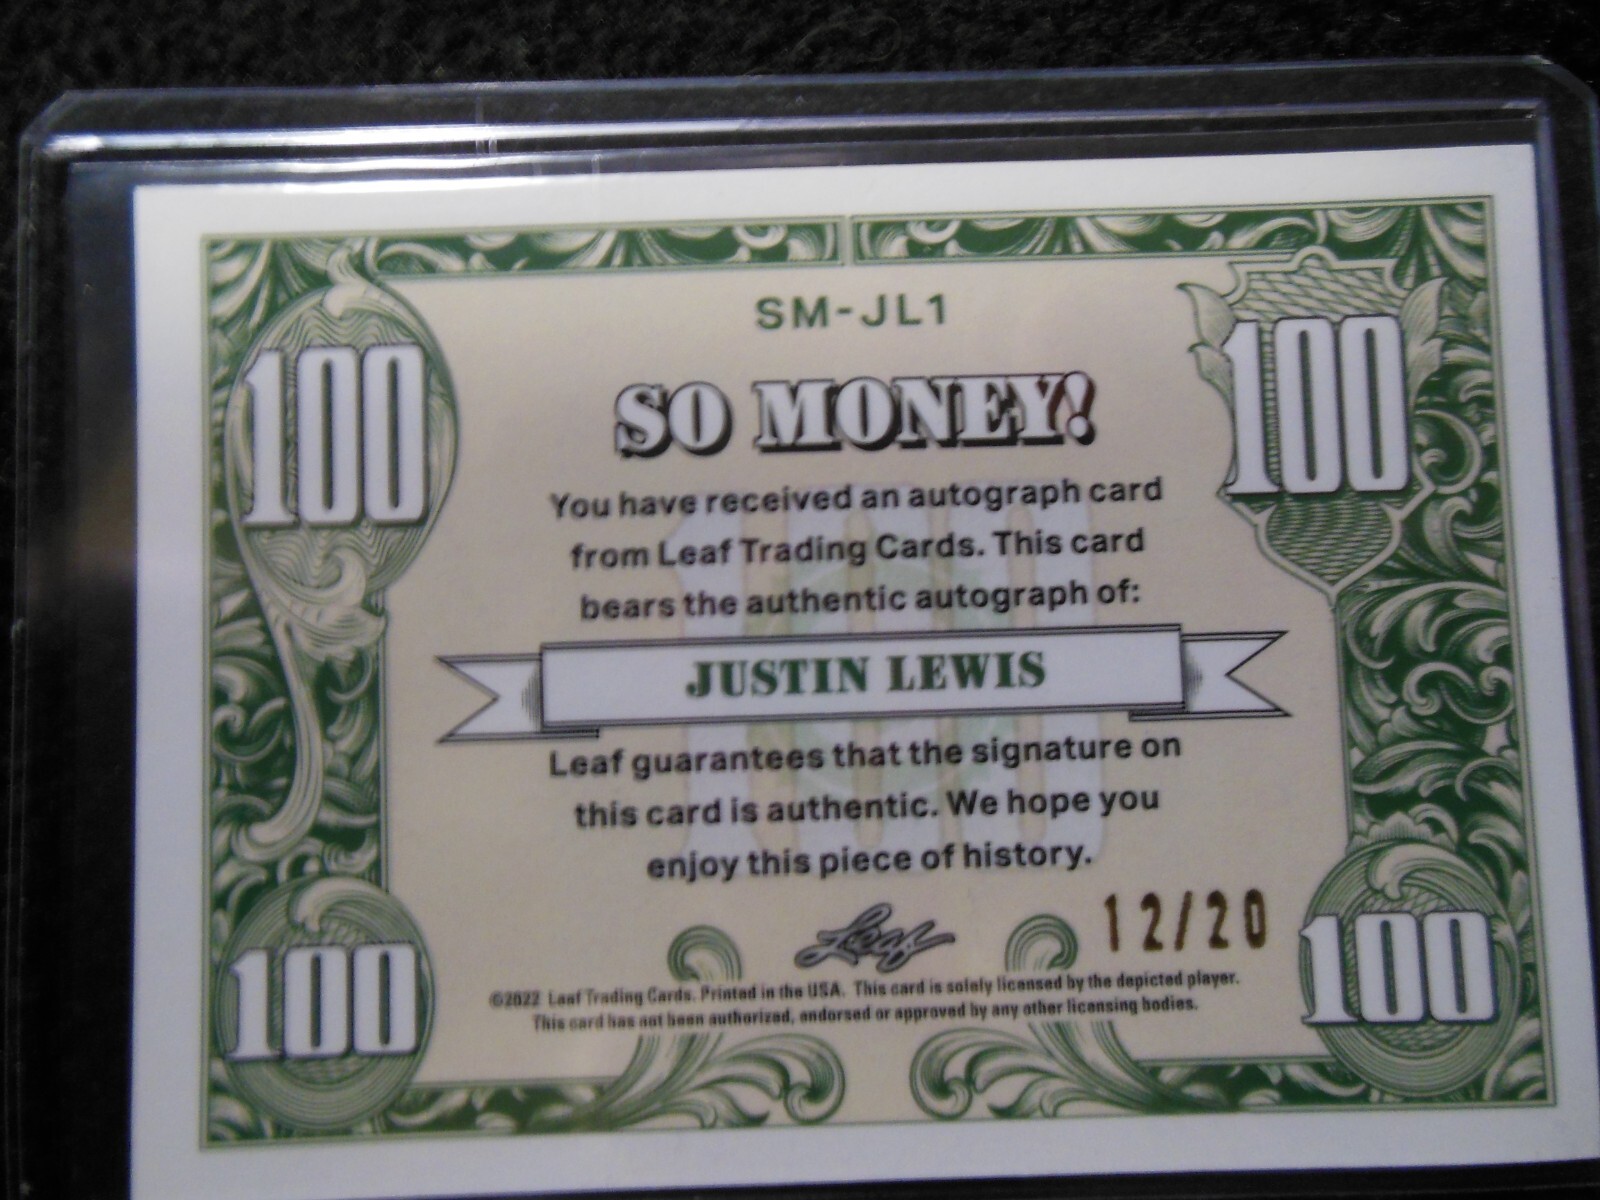 SM-JL1
100
100
SO MONEY!
You have received an autograph card
from Leaf Trading Cards. This card
bears the authentic autograph of:
JUSTIN LEWIS
Leaf guarantees that the signature on
this card is authentic. We hope you
enjoy this piece of history.
Leaf
12/20
100
100
©2022 Leaf Trading Cards. Printed in the USA. This card is solely licensed by the depicted player.
This card has not been authorized, endorsed or approved by any other licensing bodies.